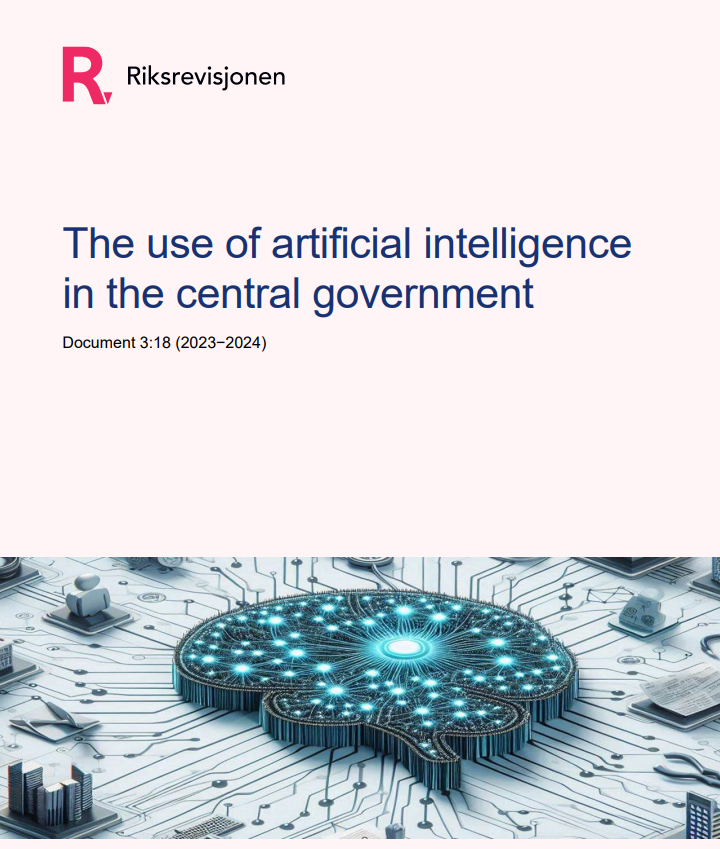 Riksrevisjonen
The use of artificial intelligence
in the central government
Document 3:18 (2023−2024)